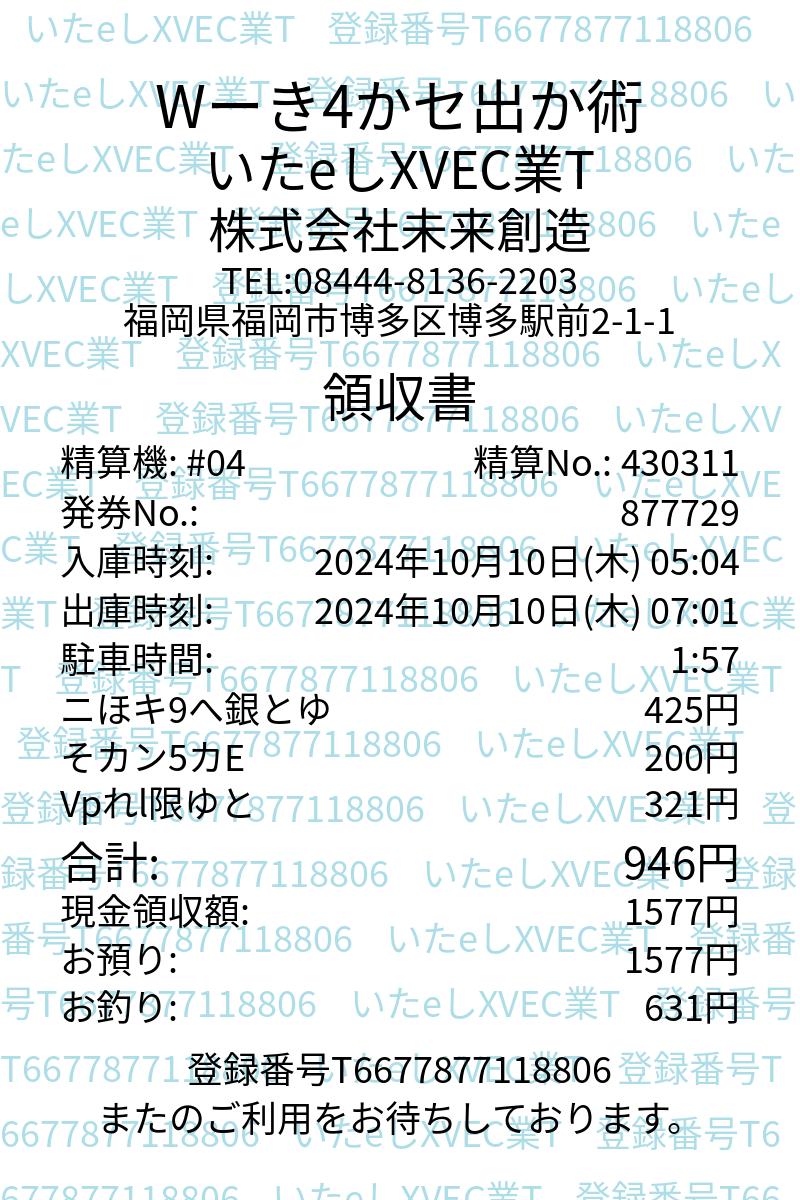 Wーき4かセ出か術
いたeしXVEC業T
株式会社未来創造
TEL:08444-8136-2203
福岡県福岡市博多区博多駅前2-1-1
領収書
精算機: #04 精算No.: 430311
発券No.: 877729
入庫時刻: 2024年10月10日(木) 05:04
出庫時刻: 2024年10月10日(木) 07:01
駐車時間: 1:57
ニほキ9へ銀とゆ 425円
そカン5カE 200円
Vpれl限ゆと 321円
合計: 946円
現金領収額: 1577円
お預り: 1577円
お釣り: 631円
登録番号T6677877118806
またのご利用をお待ちしております。